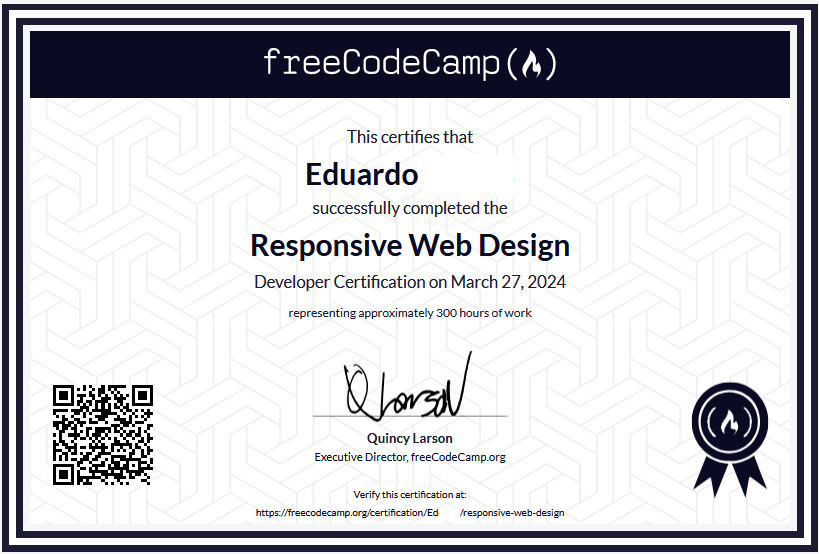 freeCodeCamp(🔥)
This certifies that
Eduardo
successfully completed the
Responsive Web Design
Developer Certification on March 27, 2024
representing approximately 300 hours of work
Q Larson
Quincy Larson
Executive Director, freeCodeCamp.org
Verify this certification at:
https://freecodecamp.org/certification/Ed /responsive-web-design